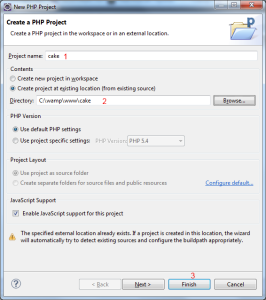 New PHP Project
Create a PHP Project
Create a PHP project in the workspace or in an external location.
Project name: cake 1
Contents
Create new project in workspace
Create project at existing location (from existing source)
Directory: C:\wamp\www\cake 2 Browse...
PHP Version
Use default PHP settings
Use project specific settings: PHP Version: PHP 5.4
Project Layout
Use project as source folder
Create separate folders for source files and public resources Configure default...
JavaScript Support
Enable JavaScript support for this project
The specified external location already exists. If a project is created in this location, the wizard
will automatically try to detect existing sources and configure the buildpath appropriately.
3
? < Back Next > Finish Cancel